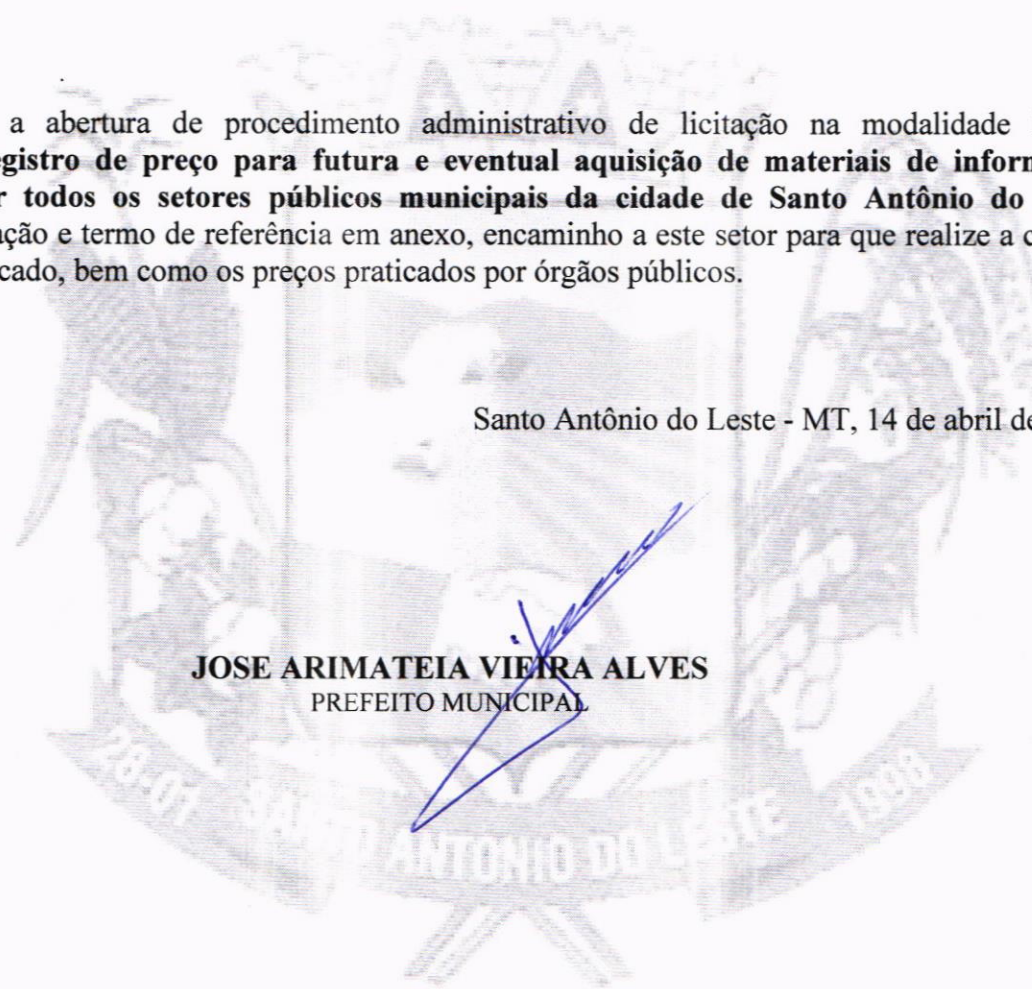 a abertura de procedimento administrativo de licitação na modalidade
egistro de preço para futura e eventual aquisição de materiais de inform
r todos os setores públicos municipais da cidade de Santo Antônio do
ação e termo de referência em anexo, encaminho a este setor para que realize a c
cado, bem como os preços praticados por órgãos públicos.
Santo Antônio do Leste - MT, 14 de abril de
JOSE ARIMATEIA VIEIRA ALVES
PREFEITO MUNICIPAL
28-01 SANTO ANTONIO DO LESTE 1998